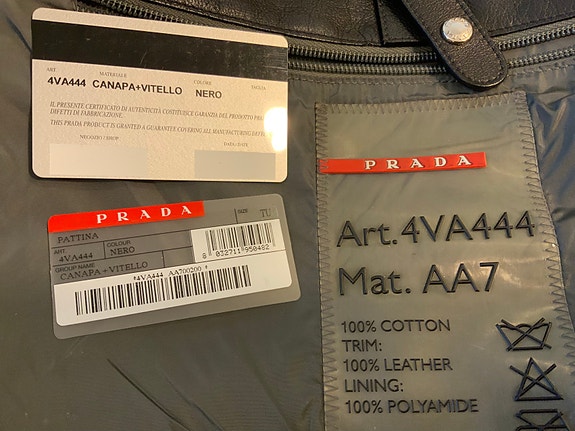 ART. MATERIALE COLORE TAGLIA
4VA444 CANAPA+VITELLO NERO
IL PRESENTE CERTIFICATO DI AUTENTICITÀ COSTITUISCE GARANZIA DEL PRODOTTO PER
DIFETTI DI FABBRICAZIONE.
THIS PRADA PRODUCT IS GRANTED A GUARANTEE COVERING ALL MANUFACTURING
NEGOZIO / SHOP DATA / DATE
PRADA
SIZE TU
PATTINA
ART. COLOUR
4VA444 NERO
8 032711 950482
GROUP NAME
CANAPA+VITELLO
*4VA444 AA700200 *
PRADA
Art. 4VA444
Mat. AA7
100% COTTON
TRIM:
100% LEATHER
LINING:
100% POLYAMIDE
PRADA